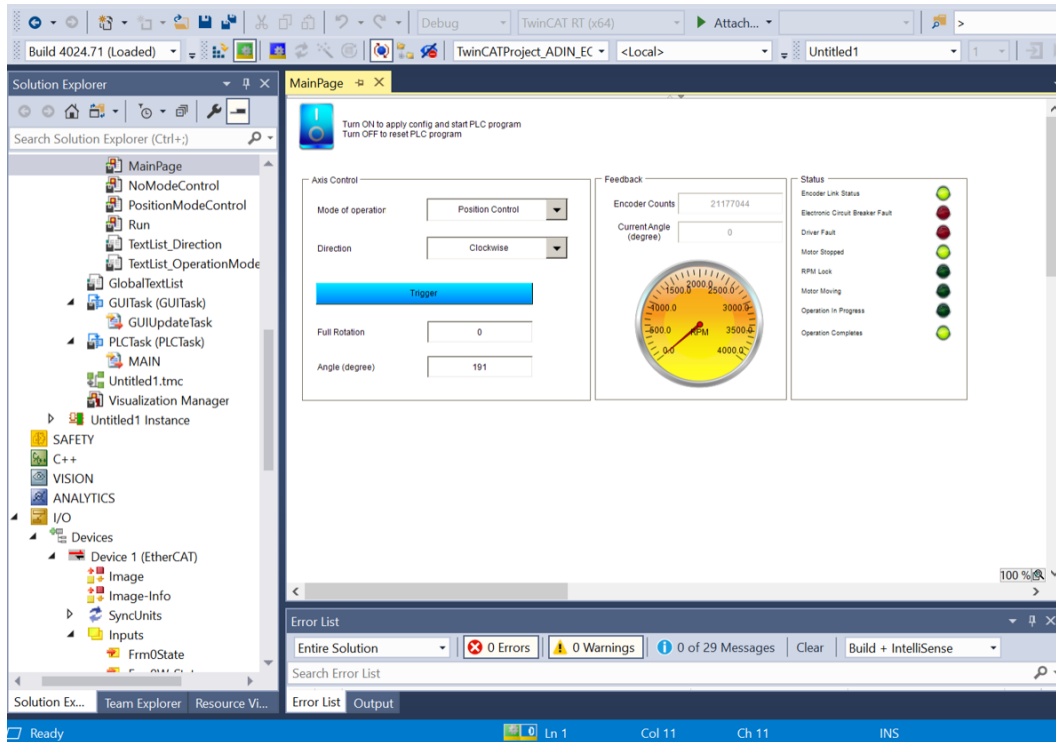 Debug
TwinCAT RT (x64)
Attach...
>
Build 4024.71 (Loaded)
TwinCATProject_ADIN_EC
<Local>
Untitled1
1
Solution Explorer
MainPage
Search Solution Explorer (Ctrl+;)
MainPage
NoModeControl
PositionModeControl
Run
TextList_Direction
TextList_OperationMode
GlobalTextList
GUITask (GUITask)
GUIUpdateTask
PLCTask (PLCTask)
MAIN
Untitled1.tmc
Visualization Manager
Untitled1 Instance
SAFETY
C++
VISION
ANALYTICS
I/O
Devices
Device 1 (EtherCAT)
Image
Image-Info
SyncUnits
Inputs
Frm0State
Solution Ex...
Team Explorer
Resource Vi...
Turn ON to apply config and start PLC program
Turn OFF to reset PLC program
Axis Control
Mode of operatior
Position Control
Direction
Clockwise
Trigger
Full Rotation
0
Angle (degree)
191
Feedback
Encoder Counts
21177044
Current Angle
(degree)
0
0.0
500.0
1000.0
1500.0
2000.0
2500.0
3000.0
3500.0
4000.0
RPM
Status
Encoder Link Status
Electronic Circuit Breaker Fault
Driver Fault
Motor Stopped
RPM Lock
Motor Moving
Operation In Progress
Operation Completes
100 %
Error List
Entire Solution
0 Errors
0 Warnings
0 of 29 Messages
Clear
Build + IntelliSense
Search Error List
Error List
Output
Ready
0
Ln 1
Col 11
Ch 11
INS